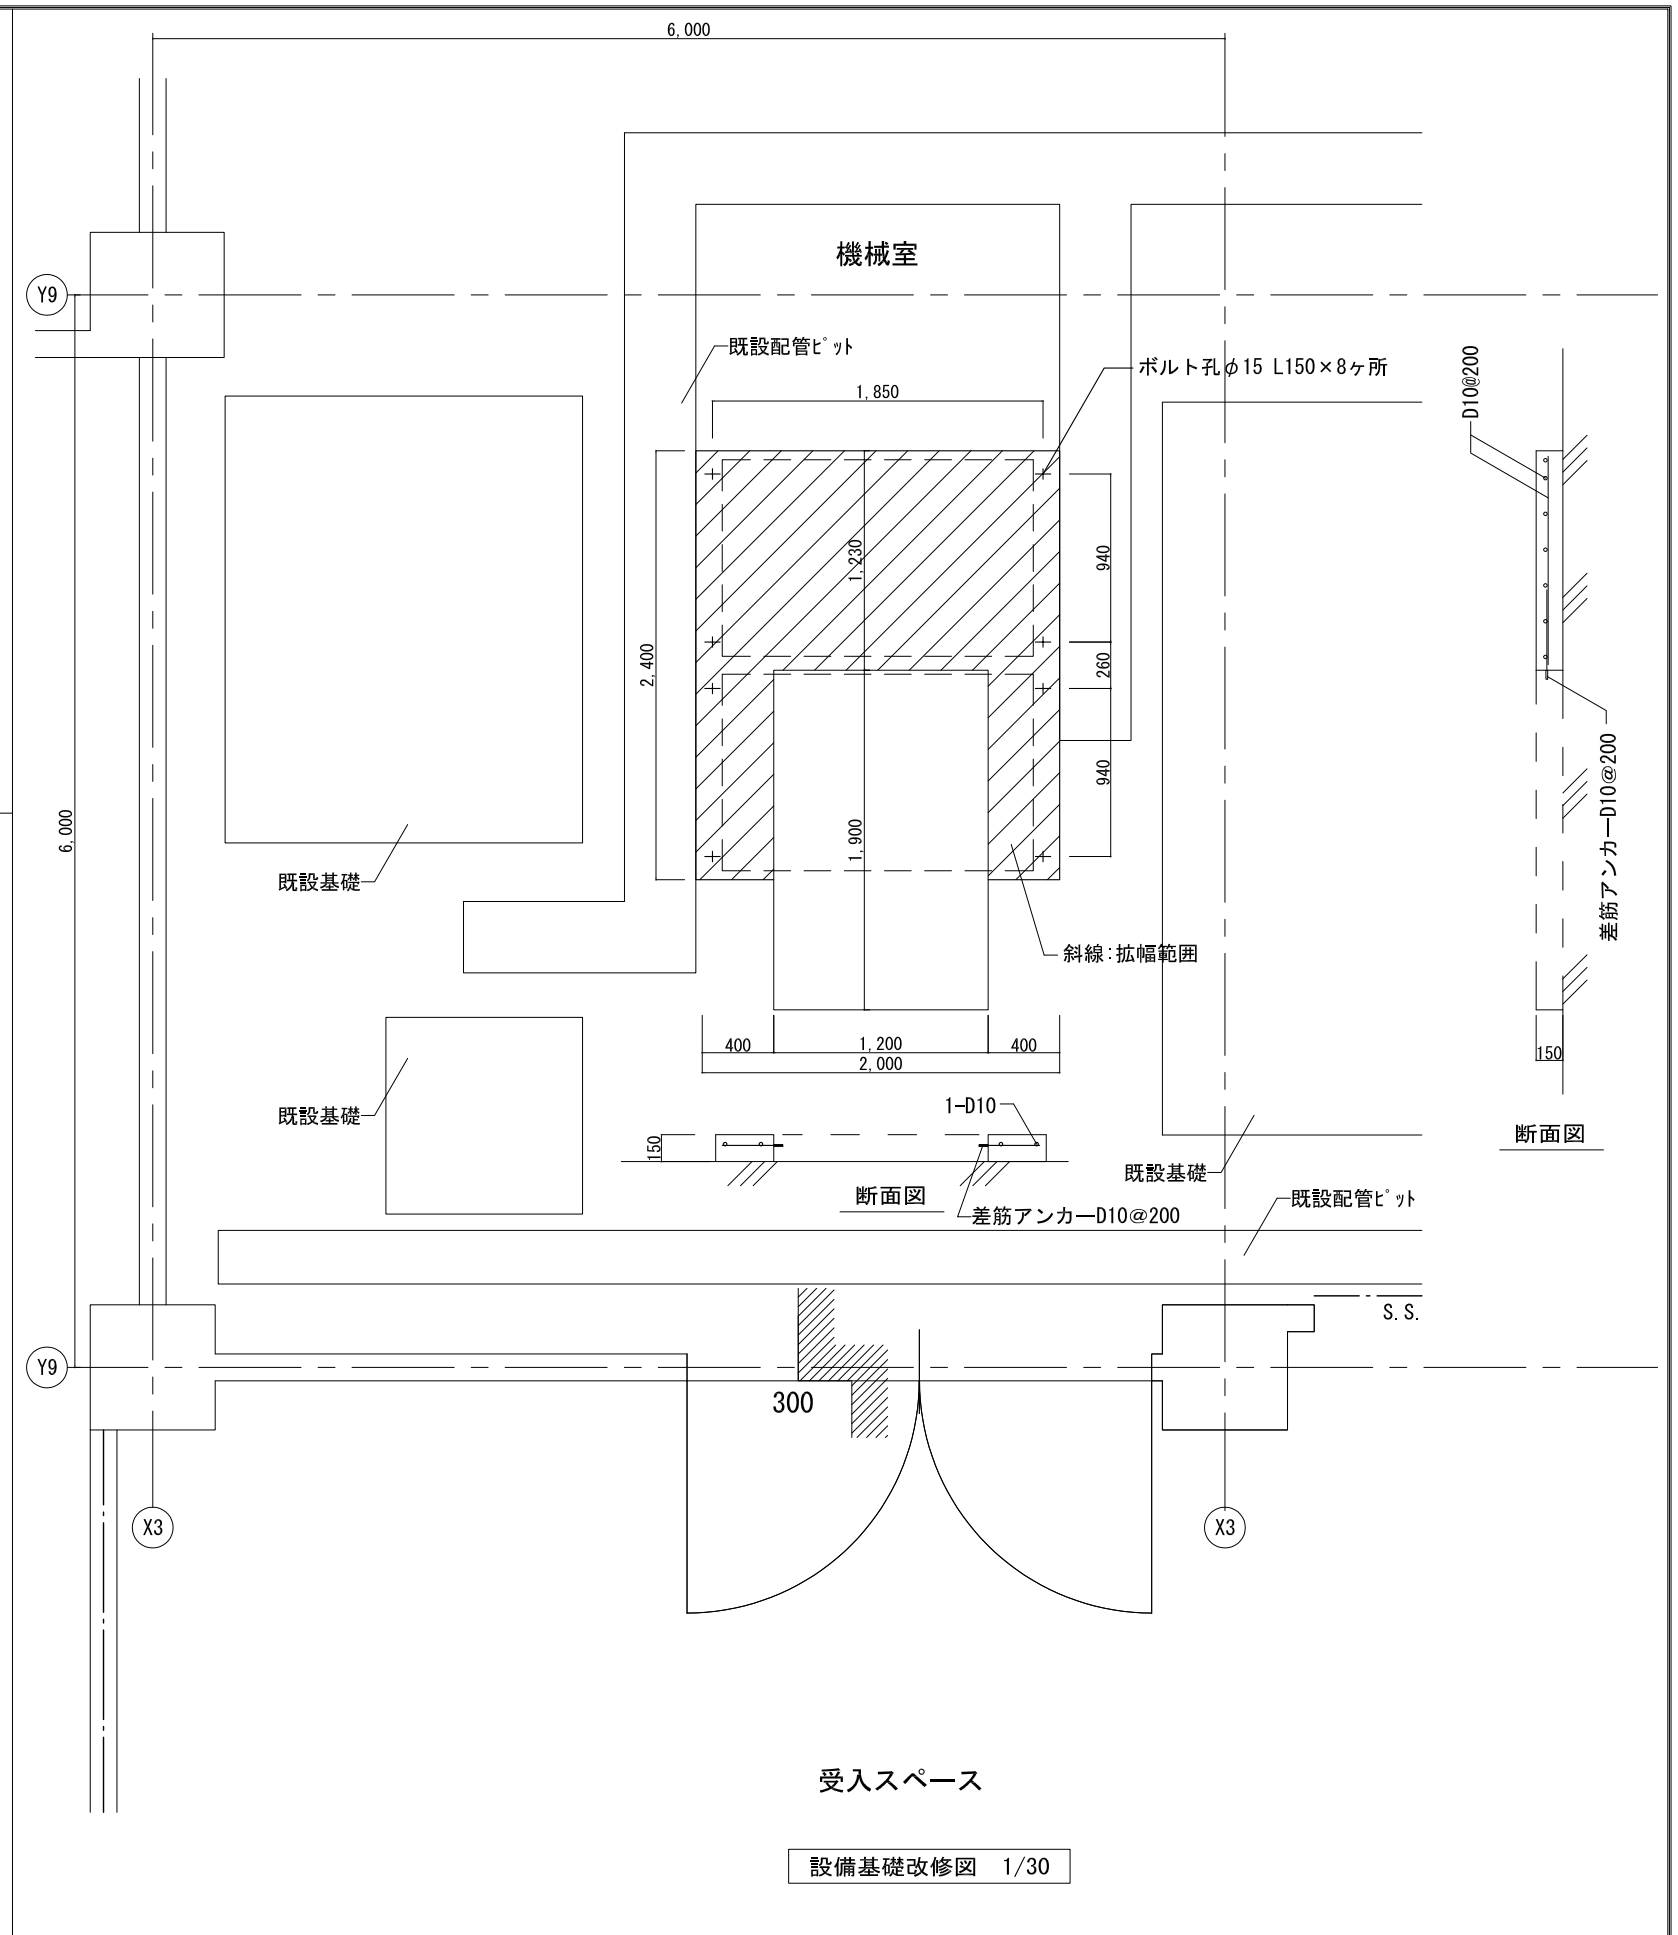 6,000
機械室
Y9
既設配管ピット
ボルト孔φ15 L150×8ヶ所
D10@200
1,850
1,230
940
2,400
260
差筋アンカーD10@200
940
6,000
1,900
既設基礎
斜線:拡幅範囲
400
1,200
400
2,000
150
1-D10
既設基礎
150
断面図
既設基礎
断面図
差筋アンカーD10@200
既設配管ピット
S.S.
Y9
300
X3
X3
受入スペース
設備基礎改修図 1/30